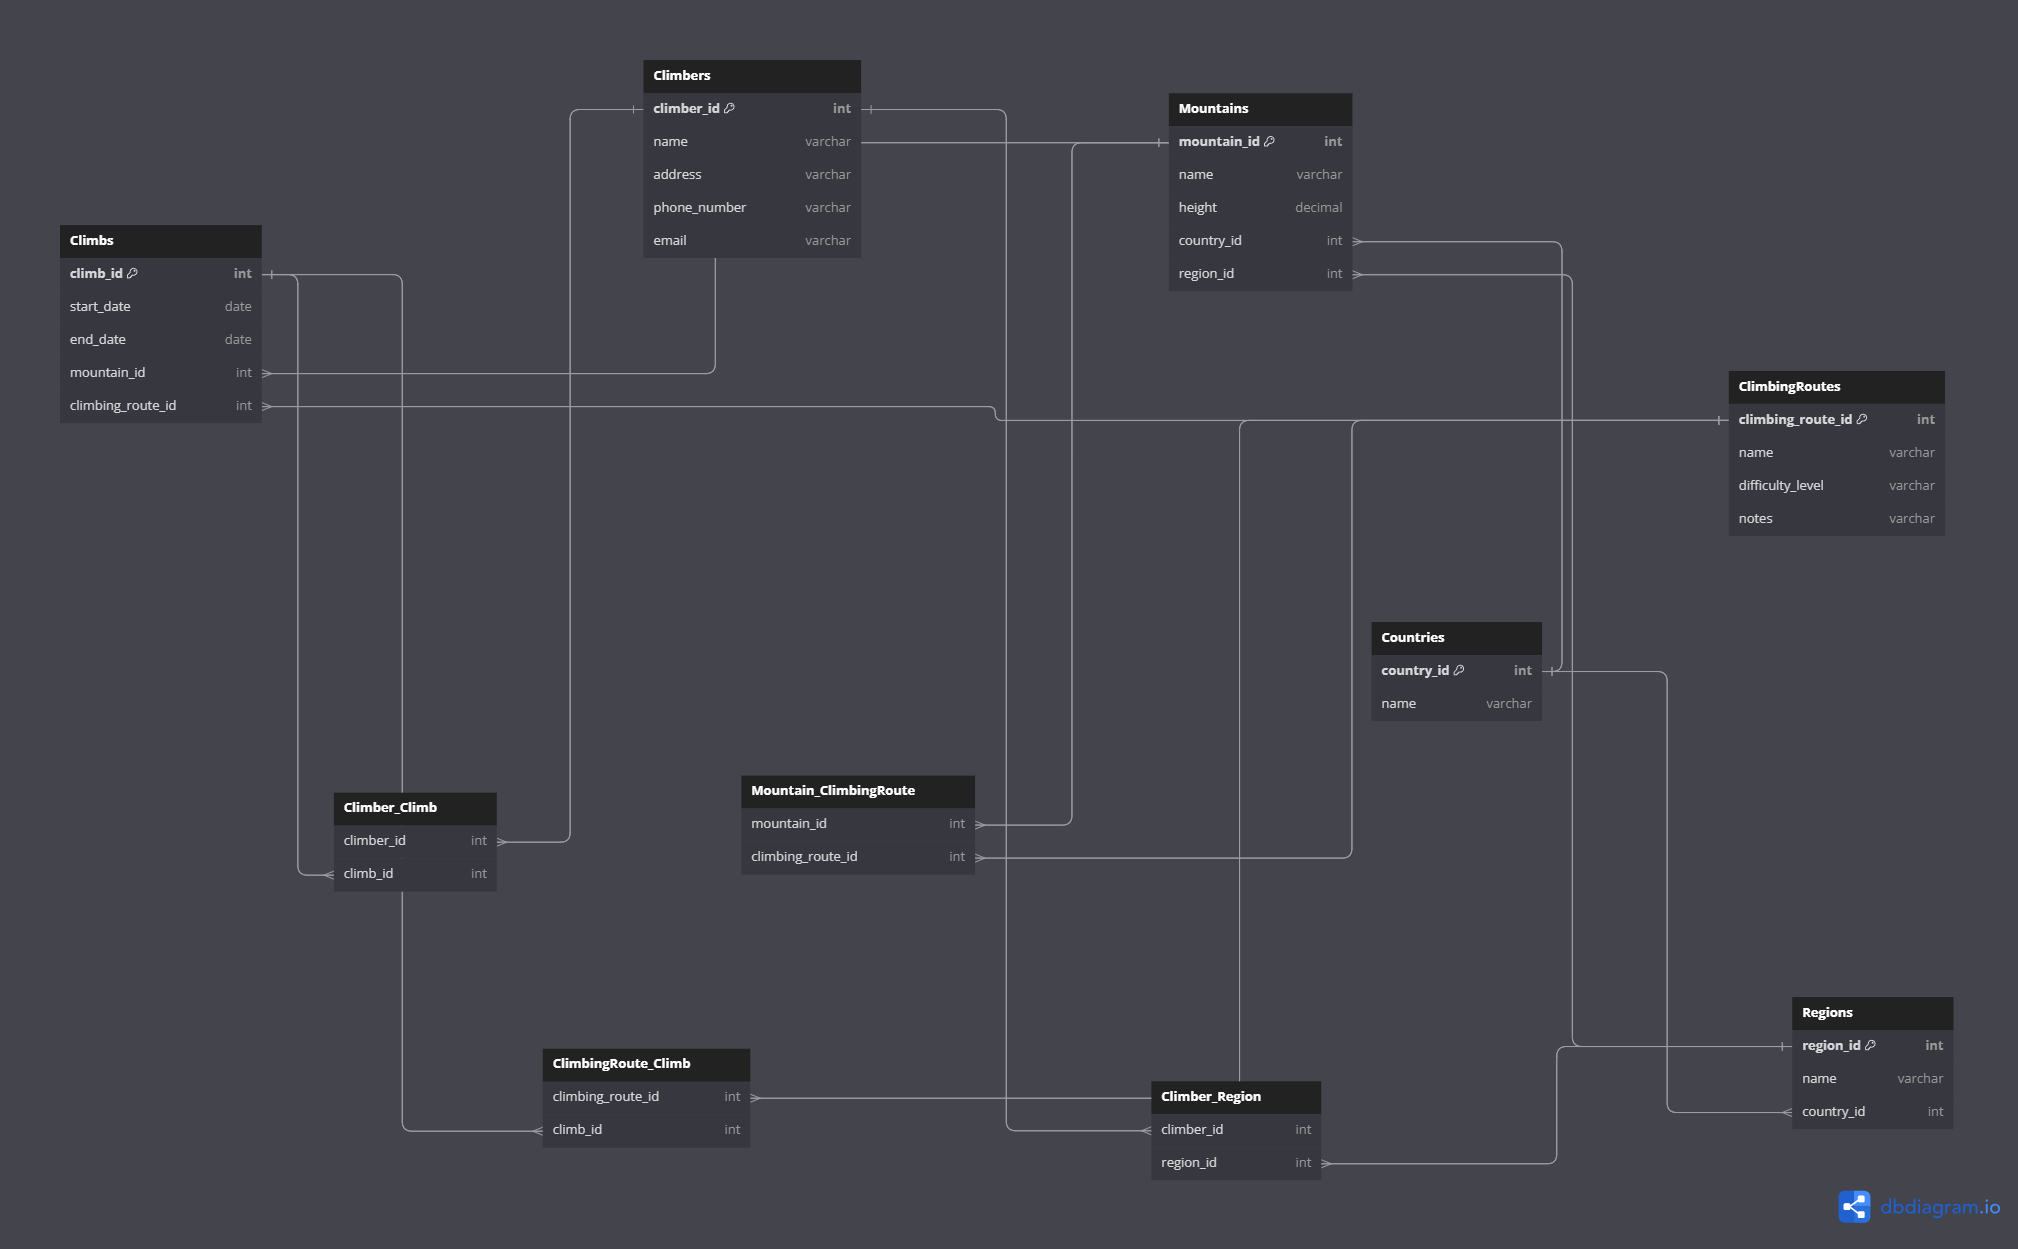 Climbers
climber_id int
name varchar
address varchar
phone_number varchar
email varchar
Mountains
mountain_id int
name varchar
height decimal
country_id int
region_id int
Climbs
climb_id int
start_date date
end_date date
mountain_id int
climbing_route_id int
ClimbingRoutes
climbing_route_id int
name varchar
difficulty_level varchar
notes varchar
Countries
country_id int
name varchar
Climber_Climb
climber_id int
climb_id int
Mountain_ClimbingRoute
mountain_id int
climbing_route_id int
Regions
region_id int
name varchar
country_id int
ClimbingRoute_Climb
climbing_route_id int
climb_id int
Climber_Region
climber_id int
region_id int
dbdiagram.io